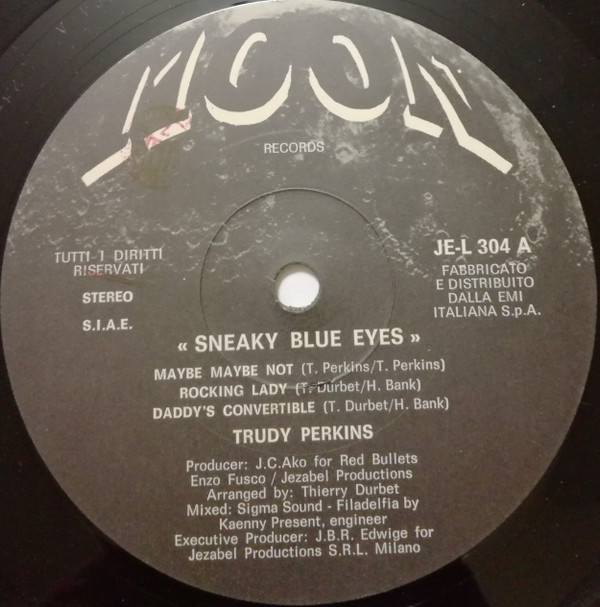 MOON
RECORDS
TUTTI I DIRITTI
RISERVATI
STEREO
S.I.A.E.
JE-L 304 A
FABBRICATO
E DISTRIBUITO
DALLA EMI
ITALIANA S.p.A.
« SNEAKY BLUE EYES »
MAYBE MAYBE NOT (T. Perkins/T. Perkins)
ROCKING LADY (T. Durbet/H. Bank)
DADDY'S CONVERTIBLE (T. Durbet/H. Bank)
TRUDY PERKINS
Producer: J.C.Ako for Red Bullets
Enzo Fusco / Jezabel Productions
Arranged by: Thierry Durbet
Mixed: Sigma Sound - Filadelfia by
Kaenny Present, engineer
Executive Producer: J.B.R. Edwige for
Jezabel Productions S.R.L. Milano